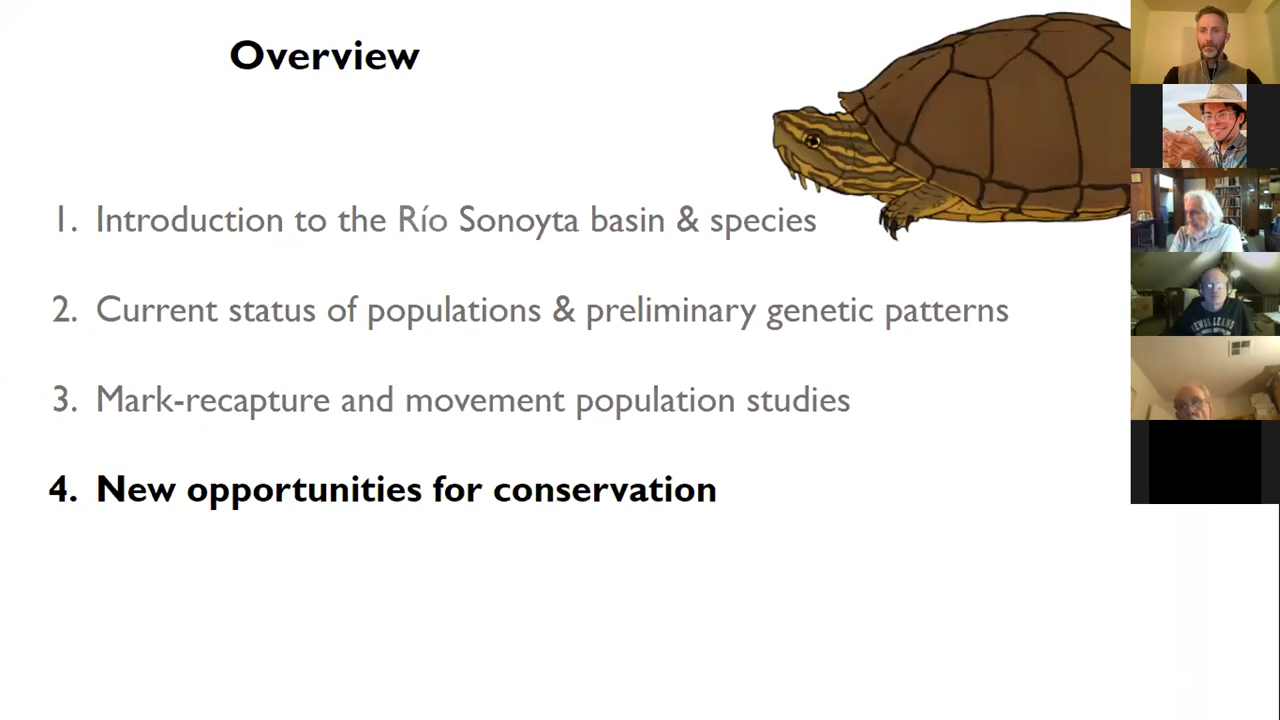 Overview
1. Introduction to the Río Sonoyta basin & species
2. Current status of populations & preliminary genetic patterns
3. Mark-recapture and movement population studies
4. New opportunities for conservation